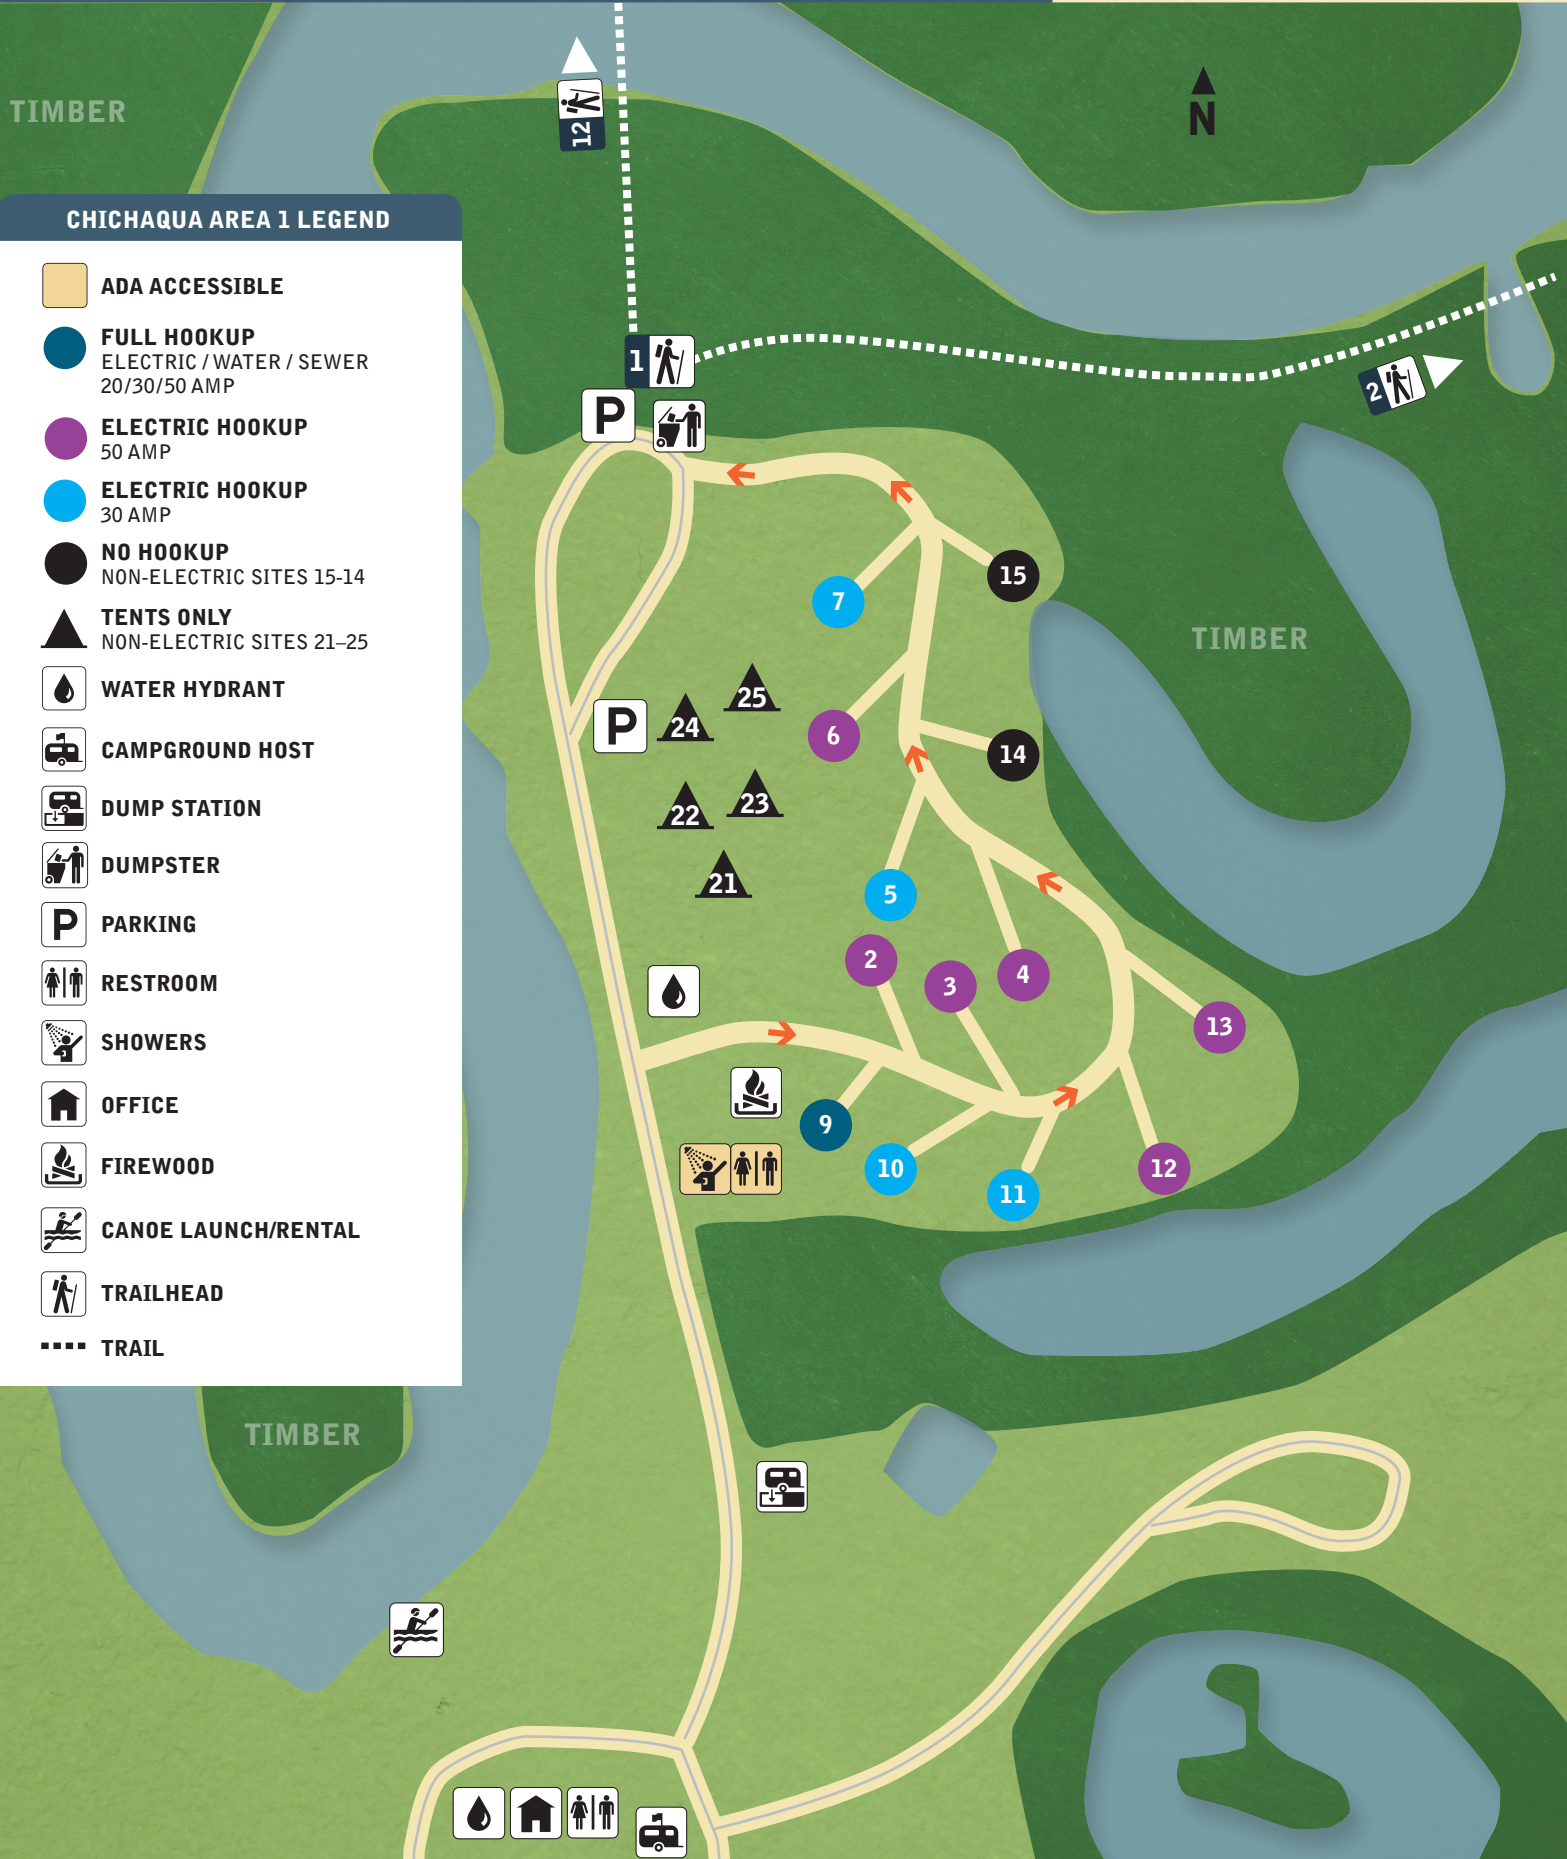 TIMBER
12
N
CHICHAQUA AREA 1 LEGEND
ADA ACCESSIBLE
FULL HOOKUP
ELECTRIC / WATER / SEWER
20/30/50 AMP
ELECTRIC HOOKUP
50 AMP
ELECTRIC HOOKUP
30 AMP
NO HOOKUP
NON-ELECTRIC SITES 15-14
TENTS ONLY
NON-ELECTRIC SITES 21–25
WATER HYDRANT
CAMPGROUND HOST
DUMP STATION
DUMPSTER
P
PARKING
RESTROOM
SHOWERS
OFFICE
FIREWOOD
CANOE LAUNCH/RENTAL
TRAILHEAD
TRAIL
1
2
P
15
7
TIMBER
25
24
P
6
14
23
22
21
5
2
3
4
13
9
10
11
12
TIMBER